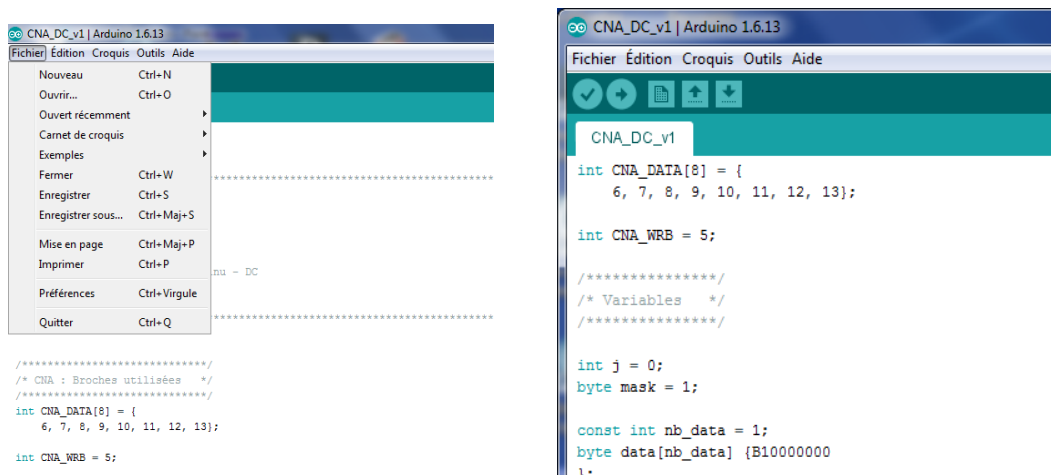 CNA_DC_v1 | Arduino 1.6.13
Fichier Édition Croquis Outils Aide
Nouveau Ctrl+N
Ouvrir... Ctrl+O
Ouvert récemment
Carnet de croquis
Exemples
Fermer Ctrl+W
Enregistrer Ctrl+S
Enregistrer sous... Ctrl+Maj+S
Mise en page Ctrl+Maj+P
Imprimer Ctrl+P
Préférences Ctrl+Virgule
Quitter Ctrl+Q
nu - DC
/*****************************/
/* CNA : Broches utilisées */
/*****************************/
int CNA_DATA[8] = {
6, 7, 8, 9, 10, 11, 12, 13};
int CNA_WRB = 5;
CNA_DC_v1 | Arduino 1.6.13
Fichier Édition Croquis Outils Aide
CNA_DC_v1
int CNA_DATA[8] = {
6, 7, 8, 9, 10, 11, 12, 13};
int CNA_WRB = 5;
/***************/
/* Variables */
/***************/
int j = 0;
byte mask = 1;
const int nb_data = 1;
byte data[nb_data] {B10000000
};